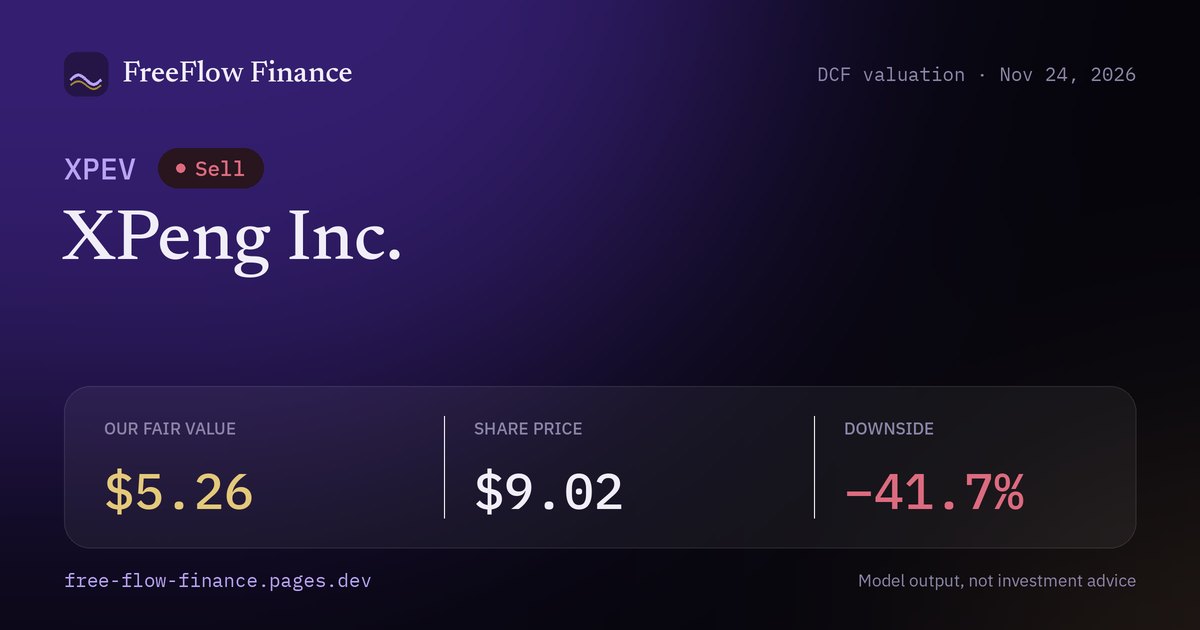 FreeFlow Finance
DCF valuation · Nov 24, 2026
XPEV
Sell
XPeng Inc.
OUR FAIR VALUE
$5.26
SHARE PRICE
$9.02
DOWNSIDE
−41.7%
free-flow-finance.pages.dev
Model output, not investment advice